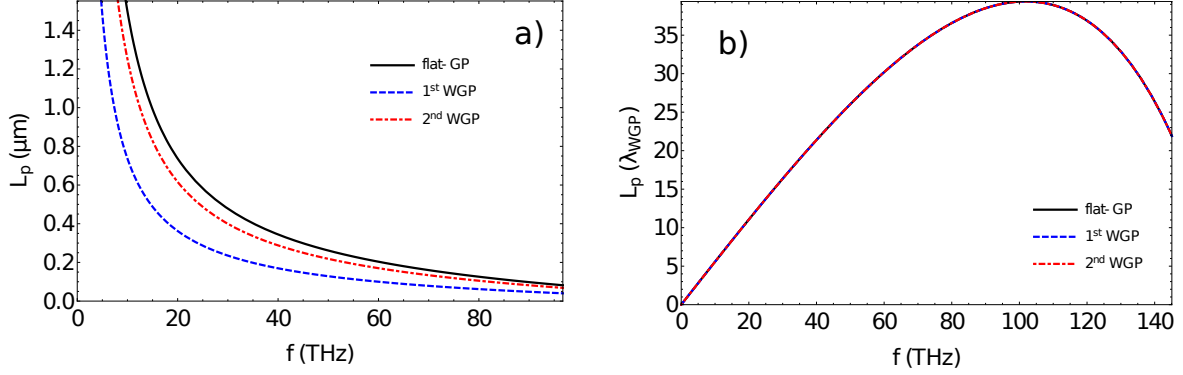 a)
flat- GP
1st WGP
2nd WGP
Lp (μm)
1.4
1.2
1.0
0.8
0.6
0.4
0.2
0.0
0 20 40 60 80
f (THz)
b)
flat- GP
1st WGP
2nd WGP
Lp (λWGP)
35
30
25
20
15
10
5
0
0 20 40 60 80 100 120 140
f (THz)